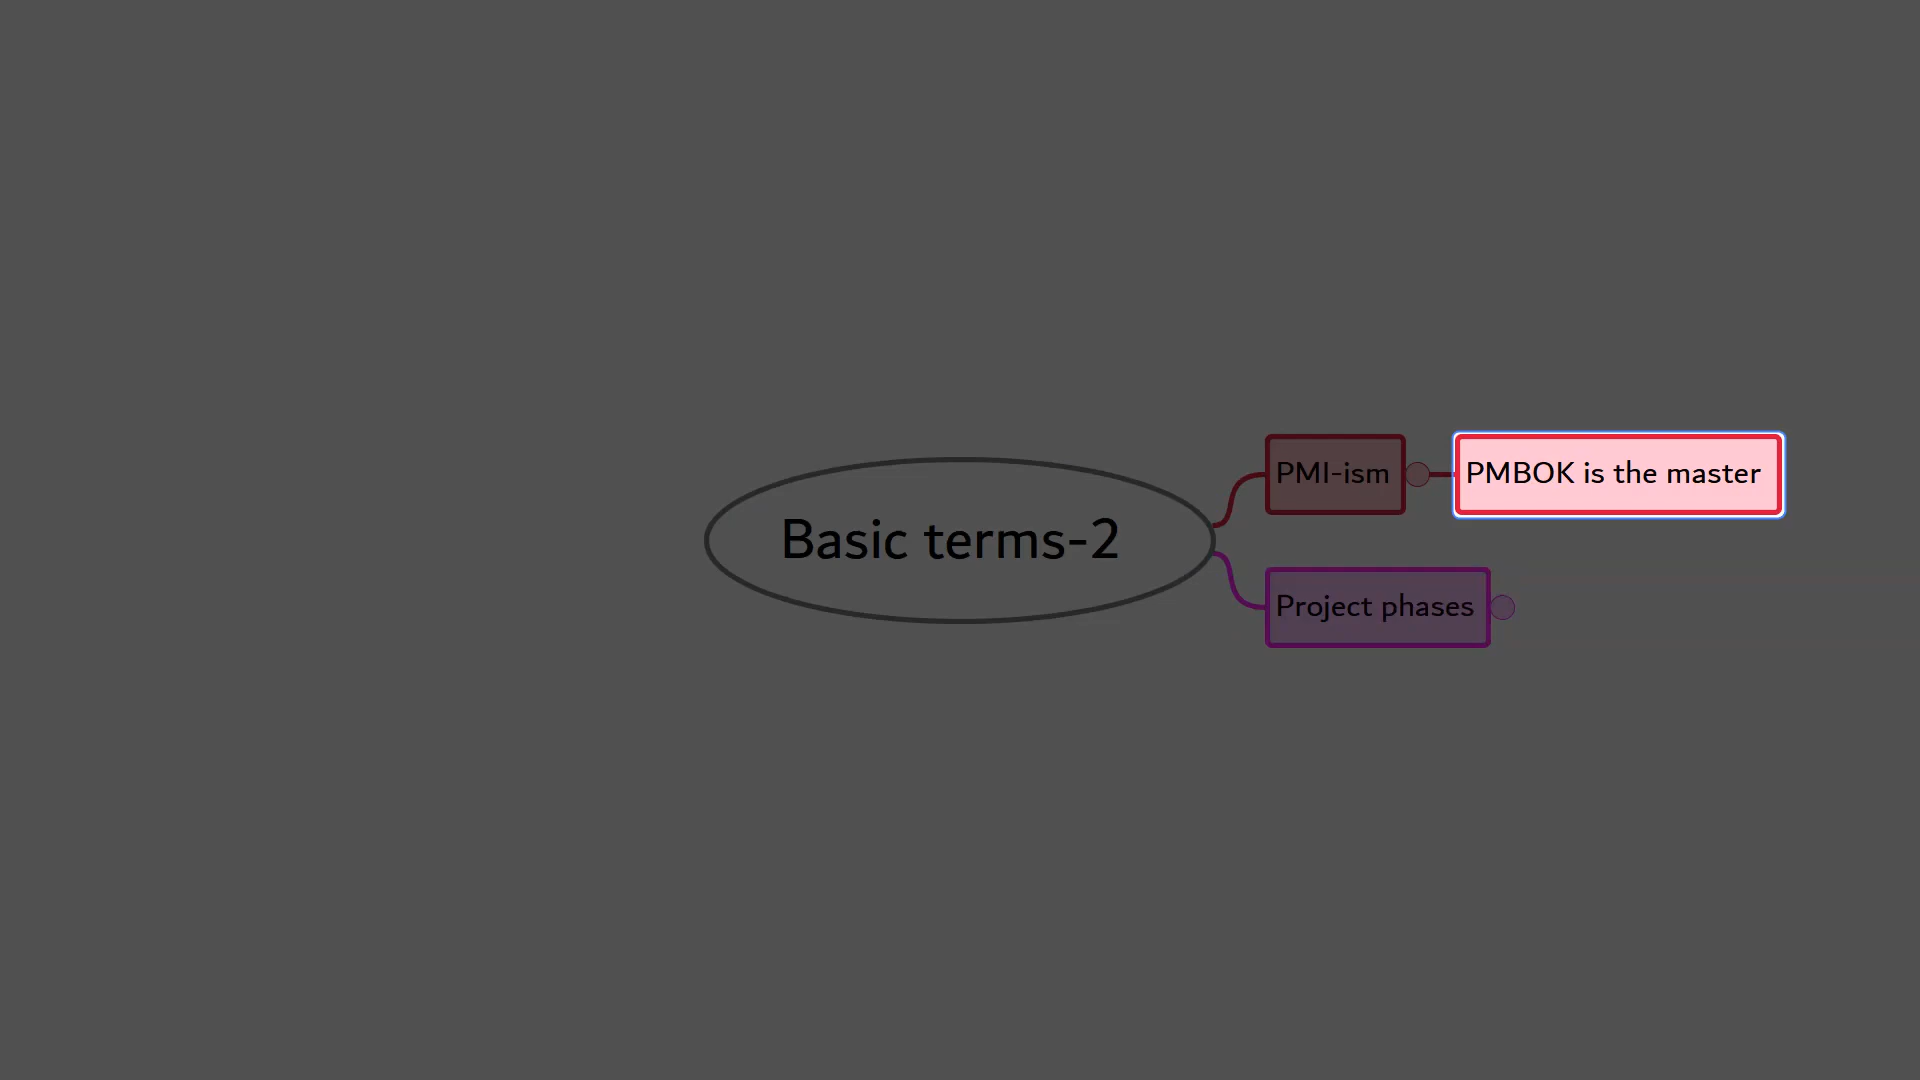 PMI-ism
PMBOK is the master
Basic terms-2
Project phases